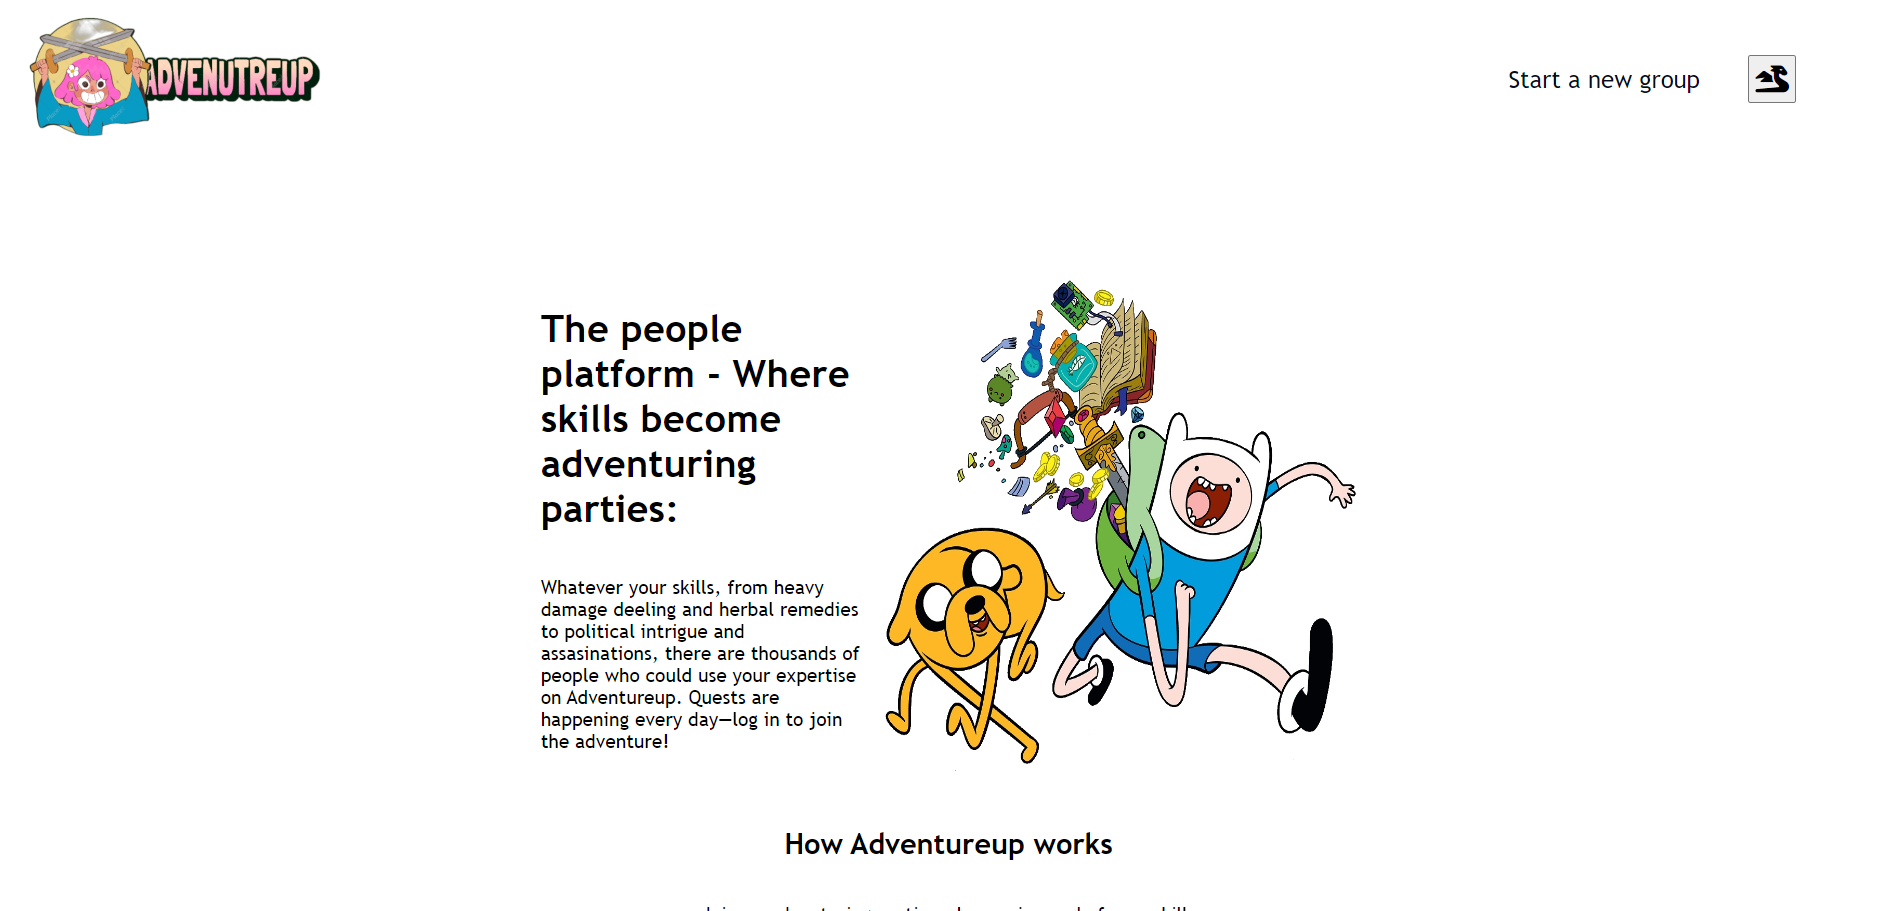 ADVENUTREUP
Start a new group
The people
platform - Where
skills become
adventuring
parties:
Whatever your skills, from heavy
damage deeling and herbal remedies
to political intrigue and
assasinations, there are thousands of
people who could use your expertise
on Adventureup. Quests are
happening every day—log in to join
the adventure!
How Adventureup works